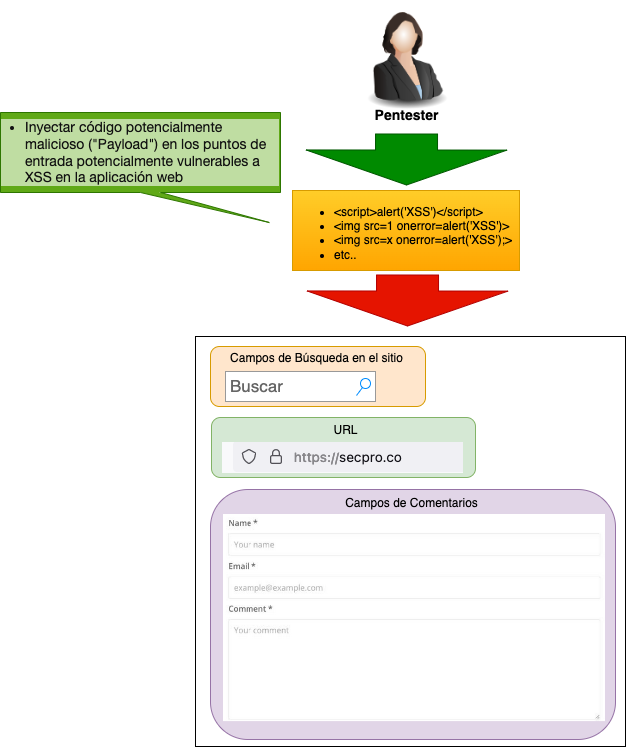 Pentester
• Inyectar código potencialmente
malicioso ("Payload") en los puntos de
entrada potencialmente vulnerables a
XSS en la aplicación web
• <script>alert('XSS')</script>
• <img src=1 onerror=alert('XSS')>
• <img src=x onerror=alert('XSS');>
• etc..
Campos de Búsqueda en el sitio
Buscar
URL
https://secpro.co
Campos de Comentarios
Name *
Your name
Email *
example@example.com
Comment *
Your comment